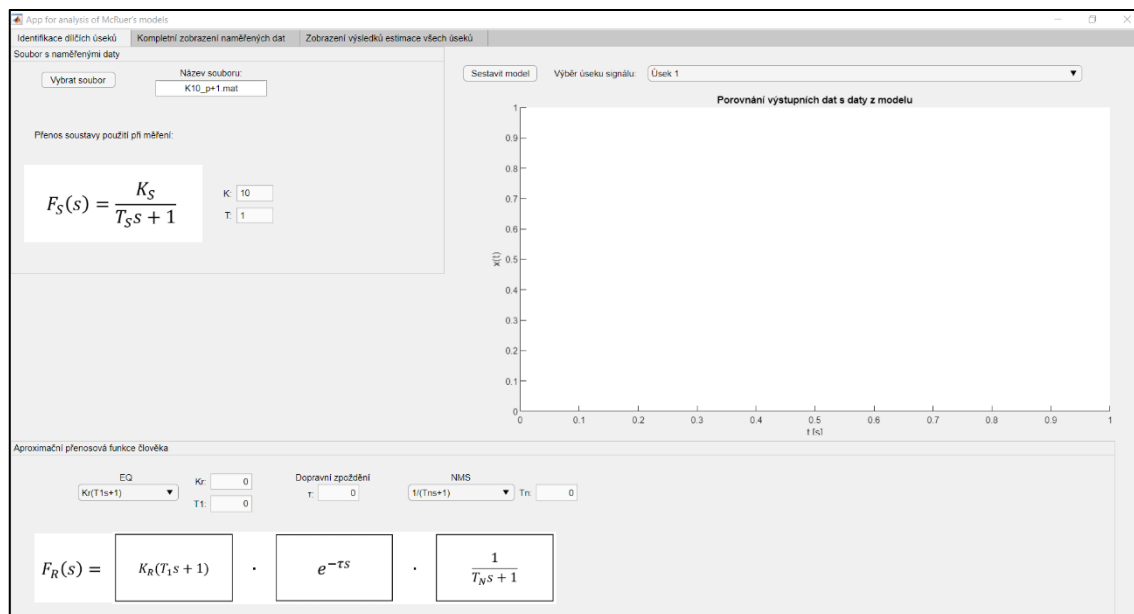 App for analysis of McRuer's models
Identifikace dílčích úseků Kompletní zobrazení naměřených dat Zobrazení výsledků estimace všech úseků
Soubor s naměřenými daty
Vybrat soubor
Název souboru:
K10_p+1.mat
Přenos soustavy použití při měření:
F_S(s) = K_S / (T_S s + 1)
K: 10
T: 1
Sestavit model Výběr úseku signálu: Úsek 1
Porovnání výstupních dat s daty z modelu
1
0.9
0.8
0.7
0.6
0.5
0.4
0.3
0.2
0.1
0
x(t)
0 0.1 0.2 0.3 0.4 0.5 0.6 0.7 0.8 0.9 1
t [s]
Aproximační přenosová funkce člověka
EQ
Kr(T1s+1)
Kr: 0
T1: 0
Dopravní zpoždění
τ: 0
NMS
1/(Tns+1)
Tn: 0
F_R(s) = K_R(T_1 s + 1) · e^{−τs} · 1 / (T_N s + 1)